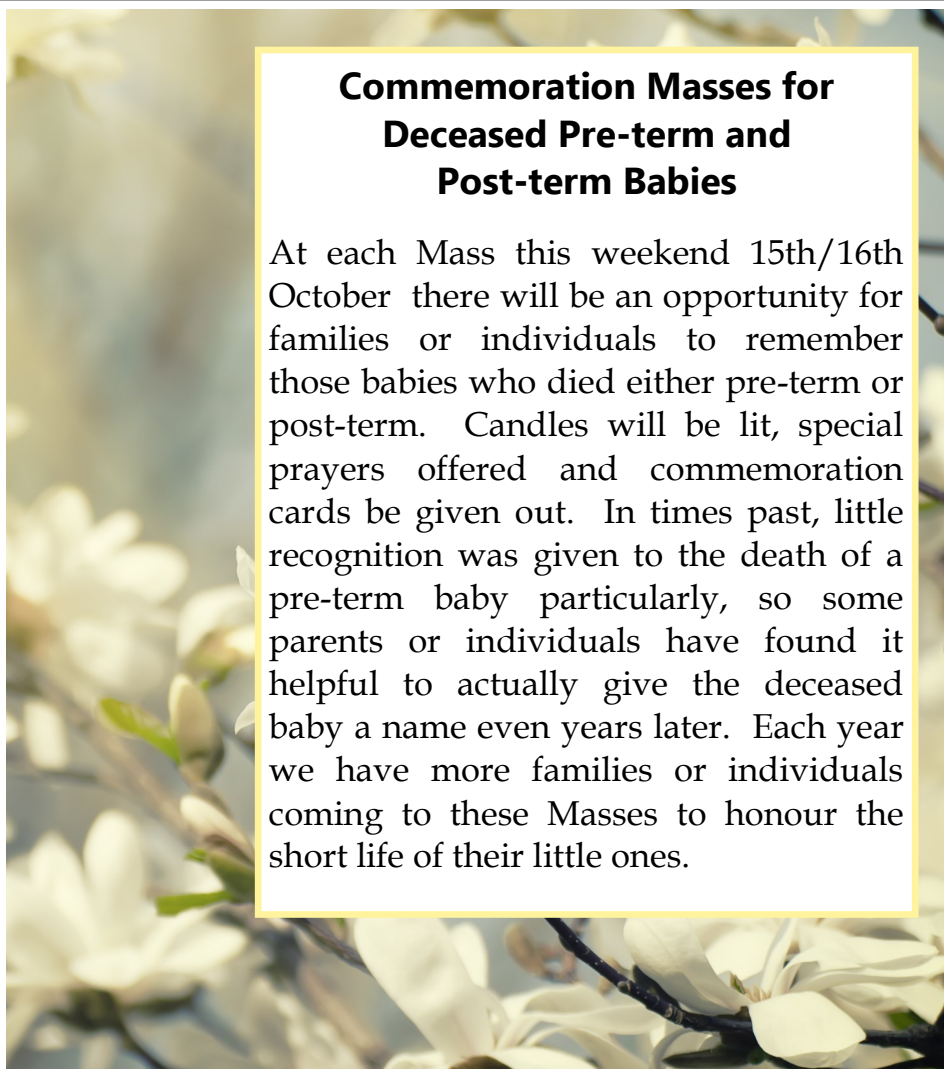 Commemoration Masses for
Deceased Pre-term and
Post-term Babies
At each Mass this weekend 15th/16th
October there will be an opportunity for
families or individuals to remember
those babies who died either pre-term or
post-term. Candles will be lit, special
prayers offered and commemoration
cards be given out. In times past, little
recognition was given to the death of a
pre-term baby particularly, so some
parents or individuals have found it
helpful to actually give the deceased
baby a name even years later. Each year
we have more families or individuals
coming to these Masses to honour the
short life of their little ones.